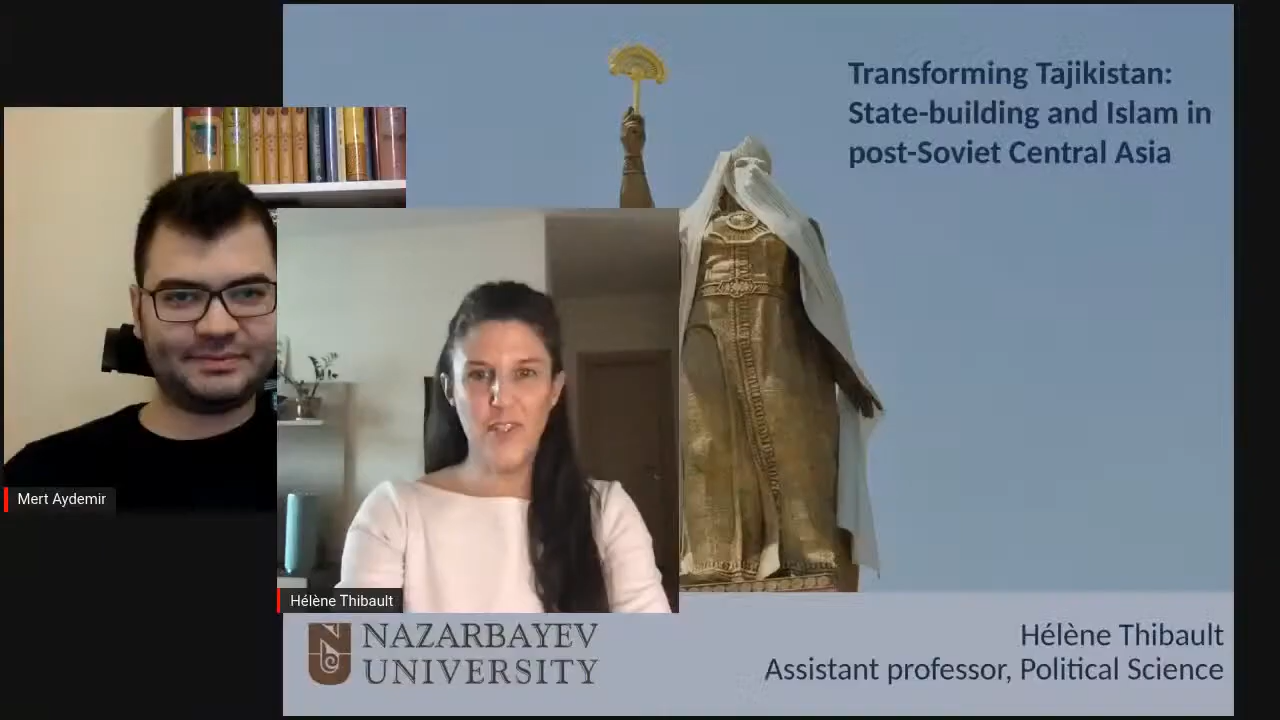 Transforming Tajikistan:
State-building and Islam in
post-Soviet Central Asia
Mert Aydemir
Hélène Thibault
NAZARBAYEV
UNIVERSITY
Hélène Thibault
Assistant professor, Political Science